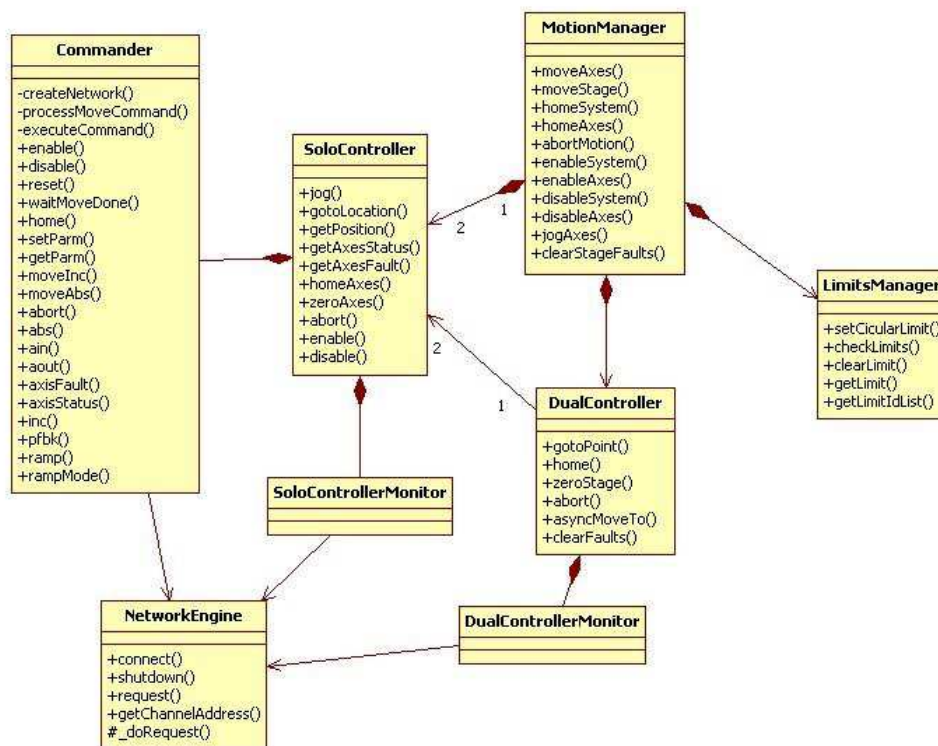 Commander
-createNetwork()
-processMoveCommand()
-executeCommand()
+enable()
+disable()
+reset()
+waitMoveDone()
+home()
+setParm()
+getParm()
+moveInc()
+moveAbs()
+abort()
+abs()
+ain()
+aout()
+axisFault()
+axisStatus()
+inc()
+pfbk()
+ramp()
+rampMode()
SoloController
+jog()
+gotoLocation()
+getPosition()
+getAxesStatus()
+getAxesFault()
+homeAxes()
+zeroAxes()
+abort()
+enable()
+disable()
MotionManager
+moveAxes()
+moveStage()
+homeSystem()
+homeAxes()
+abortMotion()
+enableSystem()
+enableAxes()
+disableSystem()
+disableAxes()
+jogAxes()
+clearStageFaults()
1
2
LimitsManager
+setCicularLimit()
+checkLimits()
+clearLimit()
+getLimit()
+getLimitIdList()
2
1
DualController
+gotoPoint()
+home()
+zeroStage()
+abort()
+asyncMoveTo()
+clearFaults()
SoloControllerMonitor
DualControllerMonitor
NetworkEngine
+connect()
+shutdown()
+request()
+getChannelAddress()
#_doRequest()